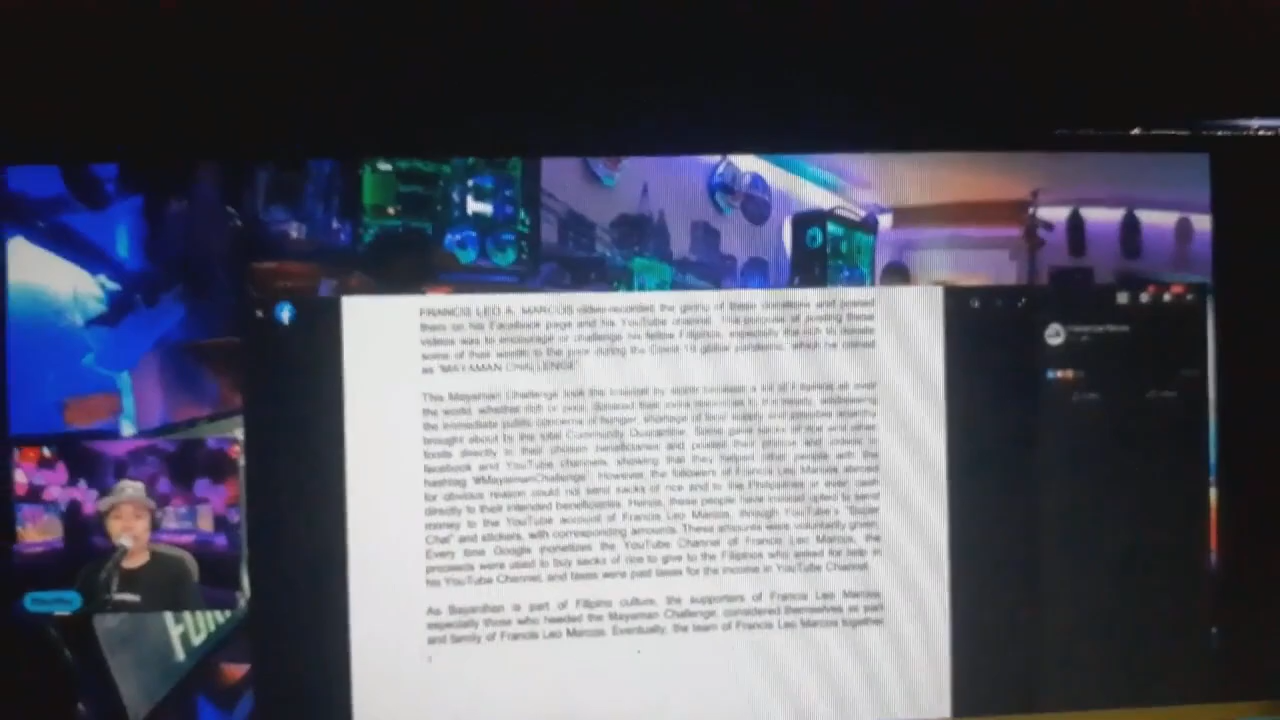 FRANCIS LEO A. MARCOS video-recorded the giving of these donations and posted
them on his Facebook page and his YouTube channel. The purpose of posting these
videos was to encourage or challenge his fellow Filipinos, especially the rich to donate
some of their wealth to the poor during the Covid 19 global pandemic, which he coined
as "MAYAMAN CHALLENGE".
This Mayaman Challenge took the internet by storm because a lot of Filipinos all over
the world, whether rich or poor, donated their extra resources to the needy, addressing
the immediate public concerns of hunger, shortage of food supply and
brought about by the total Community Quarantine. Some gave sacks of rice and other
foods directly to their chosen beneficiaries and posted their photos and videos in
facebook and YouTube channels, showing that they helped other people with the
hashtag "#MayamanChallenge". However, the followers of Francis Leo Marcos abroad
for obvious reason could not send sacks of rice and to the Philippines or even cash
directly to their intended beneficiaries. Hence, these people have instead opted to send
money to the YouTube account of Francis Leo Marcos, through YouTube's "Super
Chat" and stickers, with corresponding amounts. These amounts were voluntarily given.
Every time Google monetizes the YouTube Channel of Francis Leo Marcos, the
proceeds were used to buy sacks of rice to give to the Filipinos who asked for help in
his YouTube Channel, and taxes were paid for the income in YouTube Channel.
As Bayanihan is part of Filipino culture, the supporters of Francis Leo Marcos
especially those who heeded the Mayaman Challenge, considered themselves as part
and family of Francis Leo Marcos. Eventually, the team of Francis Leo Marcos together